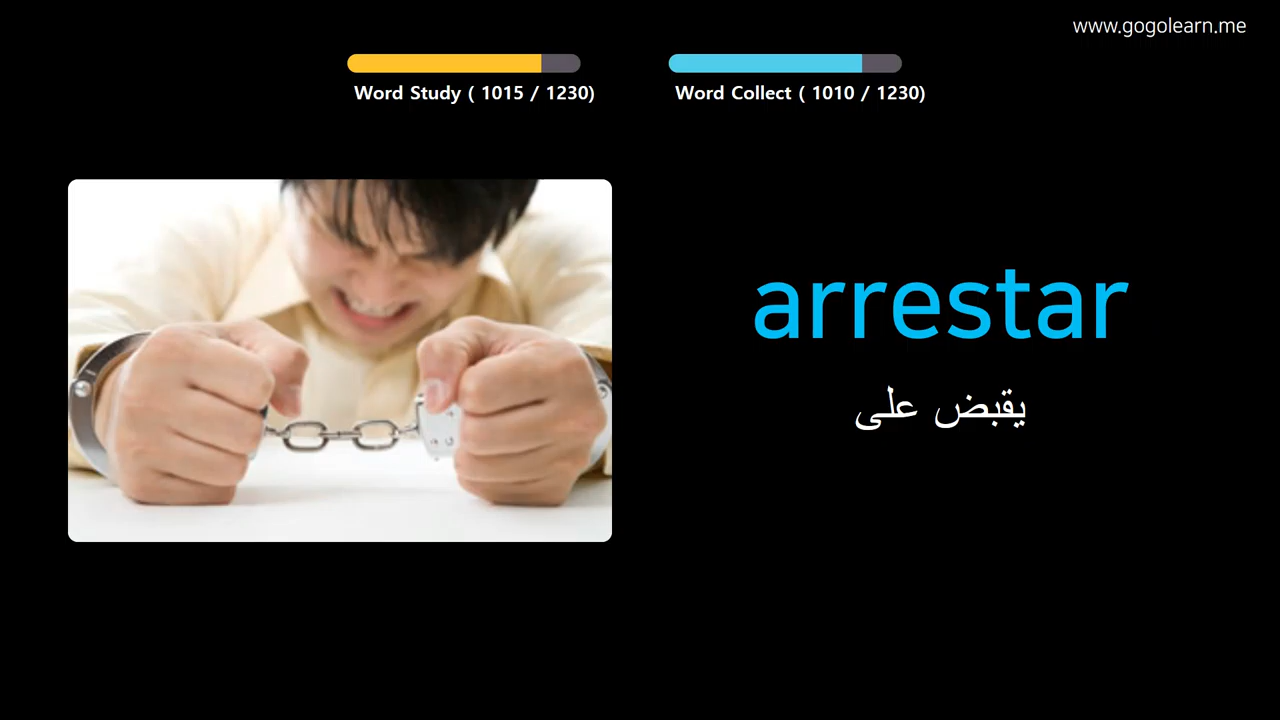 www.gogolearn.me
Word Study ( 1015 / 1230)
Word Collect ( 1010 / 1230)
arrestar
يقبض على